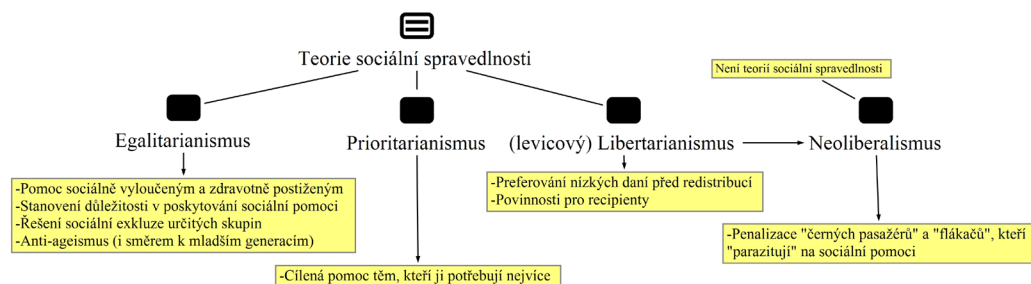 Teorie sociální spravedlnosti
Není teorií sociální spravedlnosti
Egalitarianismus
Prioritarianismus
(levicový) Libertarianismus
Neoliberalismus
-Pomoc sociálně vyloučeným a zdravotně postiženým
-Stanovení důležitosti v poskytování sociální pomoci
-Řešení sociální exkluze určitých skupin
-Anti-ageismus (i směrem k mladším generacím)
-Cílená pomoc těm, kteří ji potřebují nejvíce
-Preferování nízkých daní před redistribucí
-Povinnosti pro recipienty
-Penalizace "černých pasažérů" a "flákačů", kteří
"parazitují" na sociální pomoci